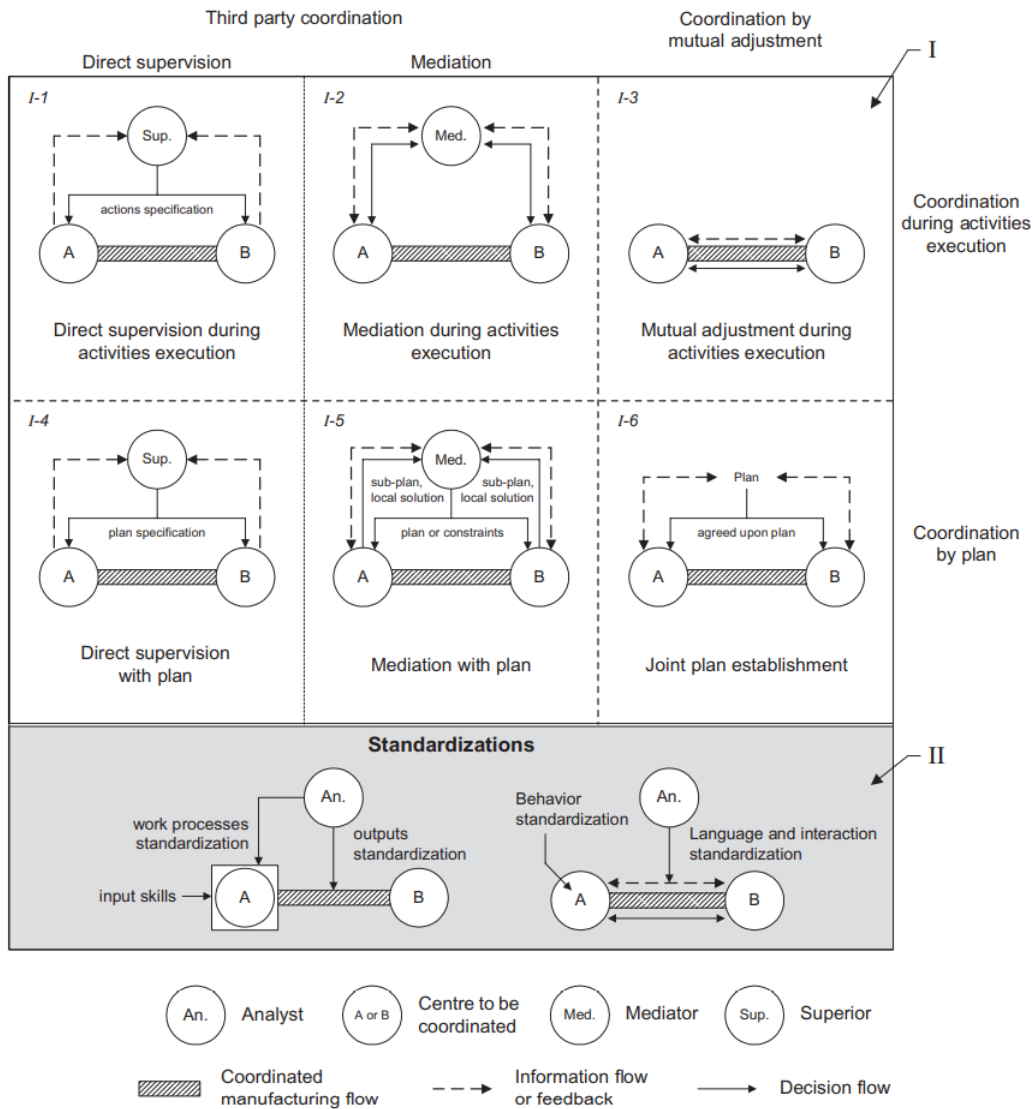 Third party coordination
Coordination by
mutual adjustment
Direct supervision
Mediation
I
I-1
I-2
I-3
Sup.
Med.
actions specification
A
B
A
B
A
B
Coordination
during activities
execution
Direct supervision during
activities execution
Mediation during activities
execution
Mutual adjustment during
activities execution
I-4
I-5
I-6
Sup.
Med.
Plan
sub-plan,
local solution
sub-plan,
local solution
plan specification
plan or constraints
agreed upon plan
A
B
A
B
A
B
Coordination
by plan
Direct supervision
with plan
Mediation with plan
Joint plan establishment
Standardizations
II
An.
An.
work processes
standardization
outputs
standardization
Behavior
standardization
Language and interaction
standardization
input skills
A
B
A
B
An.
Analyst
A or B
Centre to be
coordinated
Med.
Mediator
Sup.
Superior
Coordinated
manufacturing flow
Information flow
or feedback
Decision flow